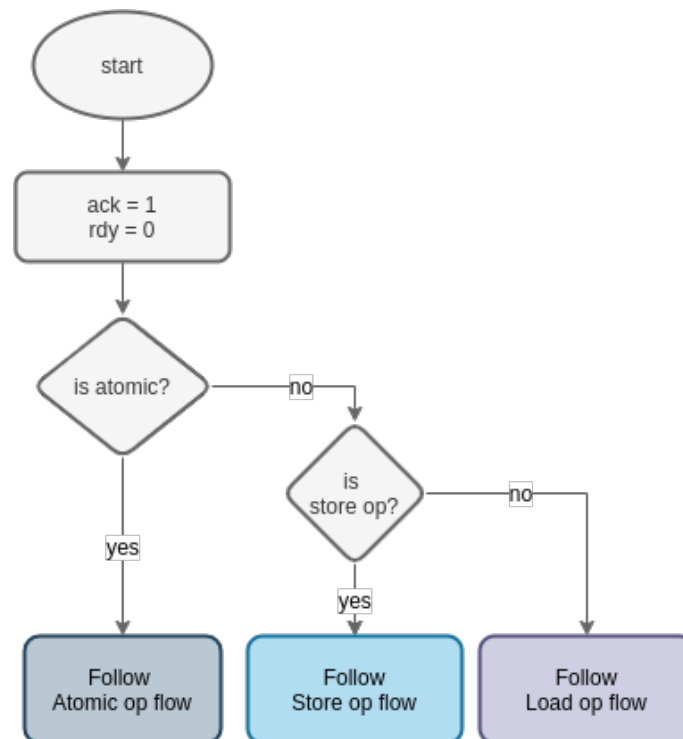 start
ack = 1
rdy = 0
is atomic?
no
is
store op?
no
yes
yes
Follow
Atomic op flow
Follow
Store op flow
Follow
Load op flow